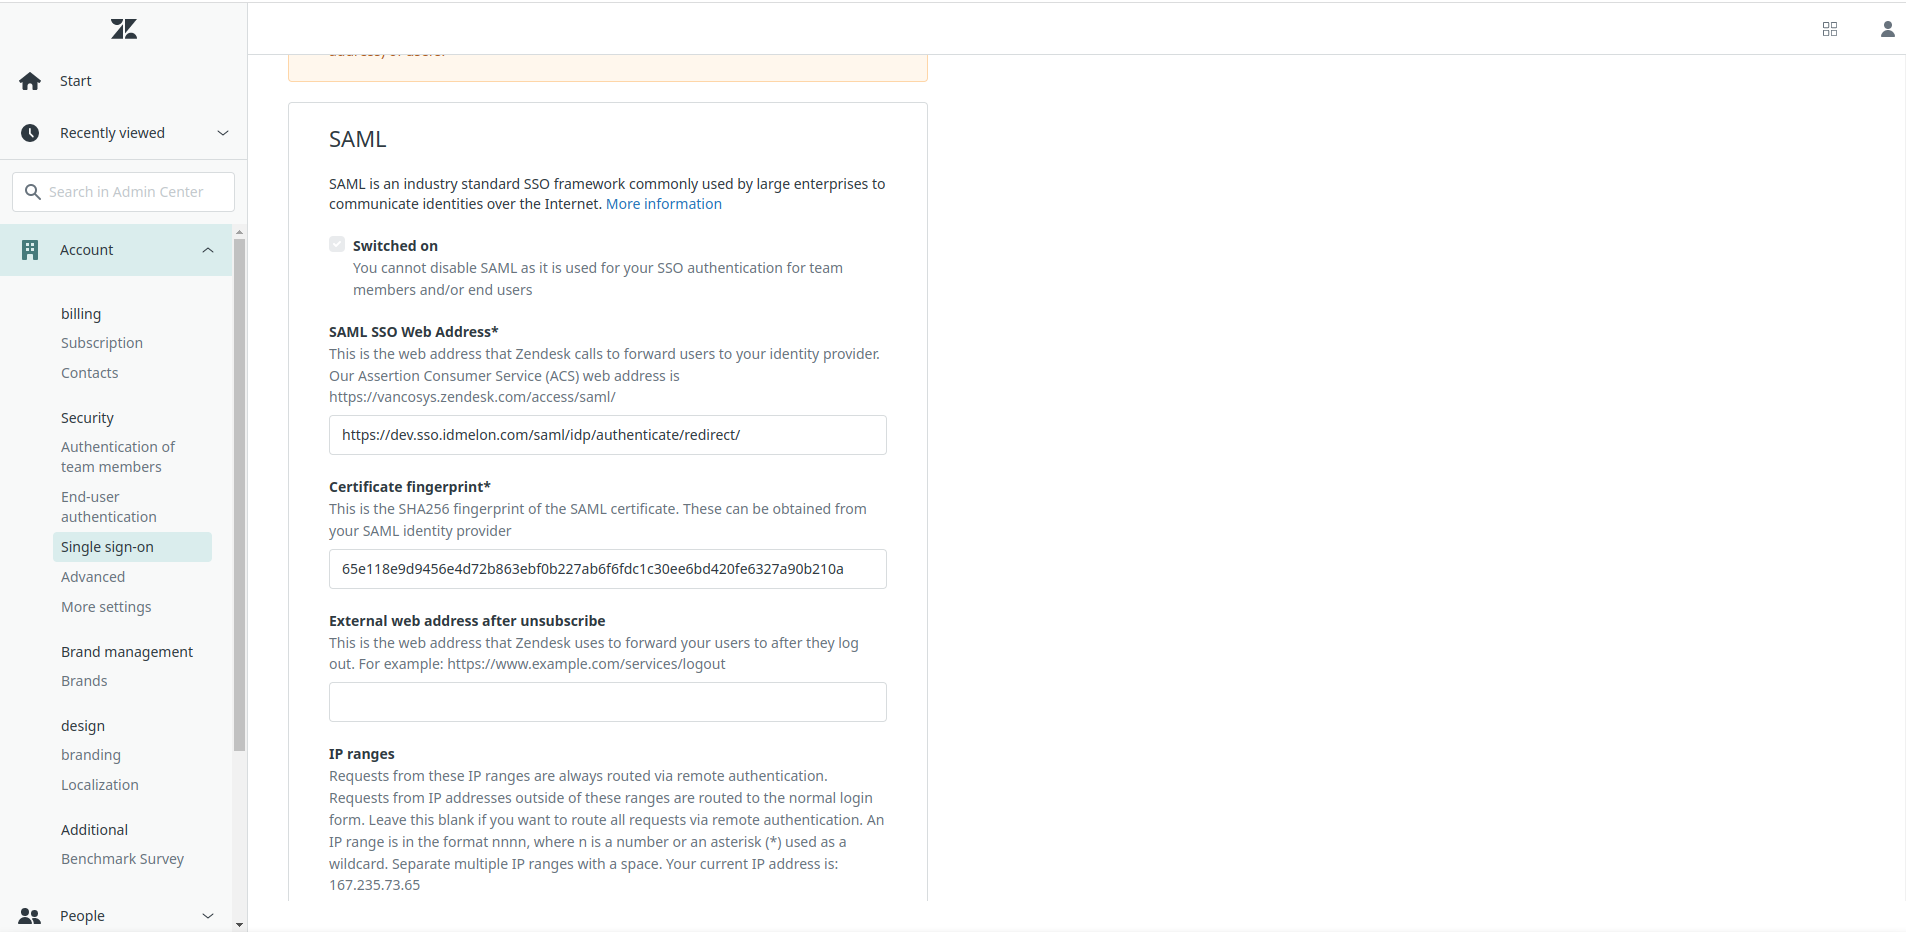 Start
Recently viewed
Search in Admin Center
Account
billing
Subscription
Contacts
Security
Authentication of
team members
End-user
authentication
Single sign-on
Advanced
More settings
Brand management
Brands
design
branding
Localization
Additional
Benchmark Survey
People
SAML
SAML is an industry standard SSO framework commonly used by large enterprises to
communicate identities over the Internet. More information
Switched on
You cannot disable SAML as it is used for your SSO authentication for team
members and/or end users
SAML SSO Web Address*
This is the web address that Zendesk calls to forward users to your identity provider.
Our Assertion Consumer Service (ACS) web address is
https://vancosys.zendesk.com/access/saml/
https://dev.sso.idmelon.com/saml/idp/authenticate/redirect/
Certificate fingerprint*
This is the SHA256 fingerprint of the SAML certificate. These can be obtained from
your SAML identity provider
65e118e9d9456e4d72b863ebf0b227ab6f6fdc1c30ee6bd420fe6327a90b210a
External web address after unsubscribe
This is the web address that Zendesk uses to forward your users to after they log
out. For example: https://www.example.com/services/logout
IP ranges
Requests from these IP ranges are always routed via remote authentication.
Requests from IP addresses outside of these ranges are routed to the normal login
form. Leave this blank if you want to route all requests via remote authentication. An
IP range is in the format nnnn, where n is a number or an asterisk (*) used as a
wildcard. Separate multiple IP ranges with a space. Your current IP address is:
167.235.73.65